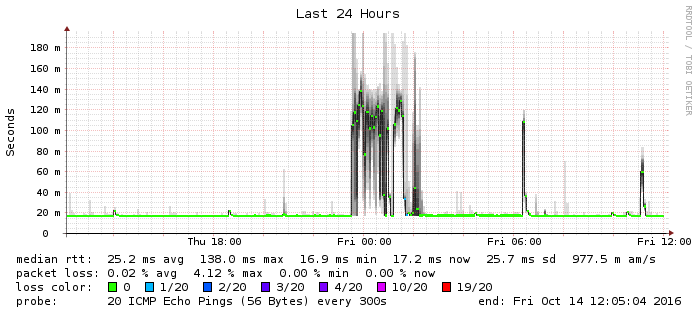 Last 24 Hours
RRDTOOL / TOBI OETIKER
Seconds
180 m
160 m
140 m
120 m
100 m
80 m
60 m
40 m
20 m
0
Thu 18:00 Fri 00:00 Fri 06:00 Fri 12:00
median rtt: 25.2 ms avg 138.0 ms max 16.9 ms min 17.2 ms now 25.7 ms sd 977.5 m am/s
packet loss: 0.02 % avg 4.12 % max 0.00 % min 0.00 % now
loss color: 0 1/20 2/20 3/20 4/20 10/20 19/20
probe: 20 ICMP Echo Pings (56 Bytes) every 300s end: Fri Oct 14 12:05:04 2016